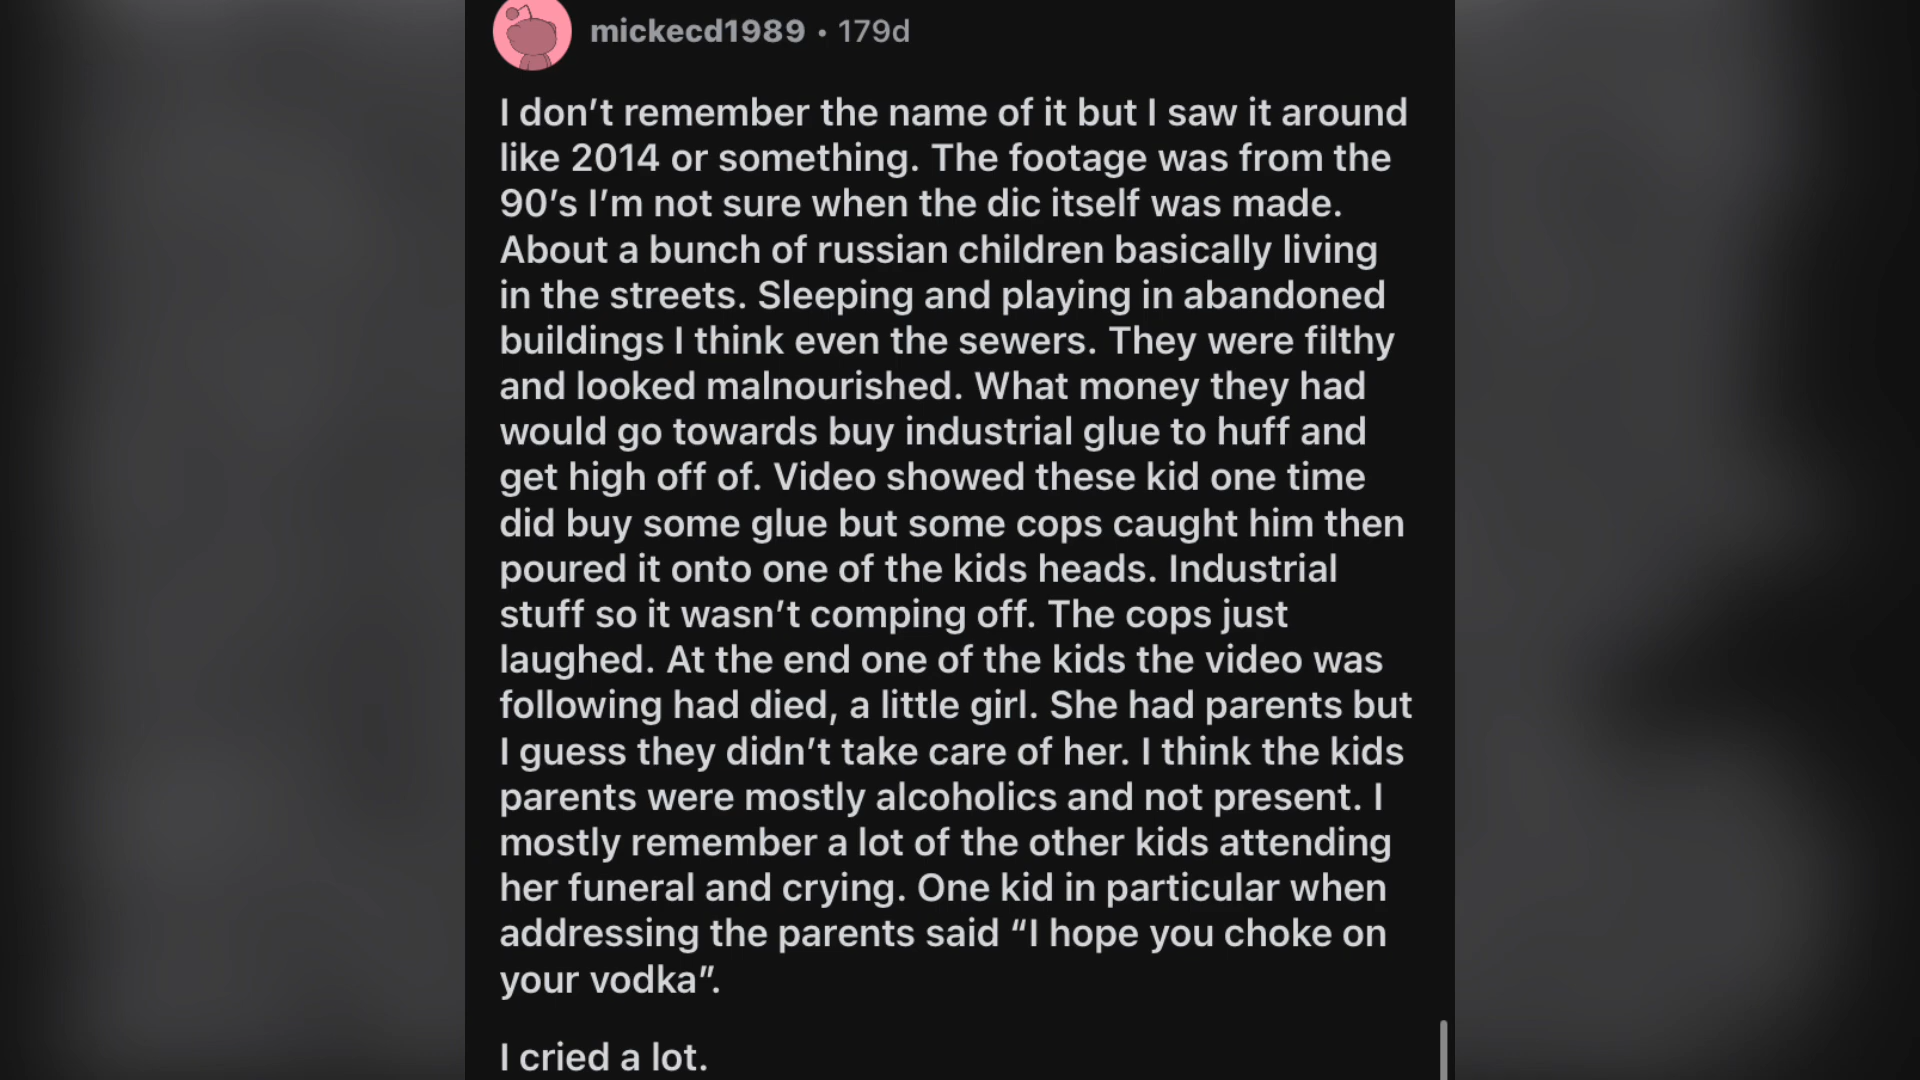 mickecd1989 • 179d
I don’t remember the name of it but I saw it around
like 2014 or something. The footage was from the
90’s I’m not sure when the dic itself was made.
About a bunch of russian children basically living
in the streets. Sleeping and playing in abandoned
buildings I think even the sewers. They were filthy
and looked malnourished. What money they had
would go towards buy industrial glue to huff and
get high off of. Video showed these kid one time
did buy some glue but some cops caught him then
poured it onto one of the kids heads. Industrial
stuff so it wasn’t comping off. The cops just
laughed. At the end one of the kids the video was
following had died, a little girl. She had parents but
I guess they didn’t take care of her. I think the kids
parents were mostly alcoholics and not present. I
mostly remember a lot of the other kids attending
her funeral and crying. One kid in particular when
addressing the parents said “I hope you choke on
your vodka”.
I cried a lot.